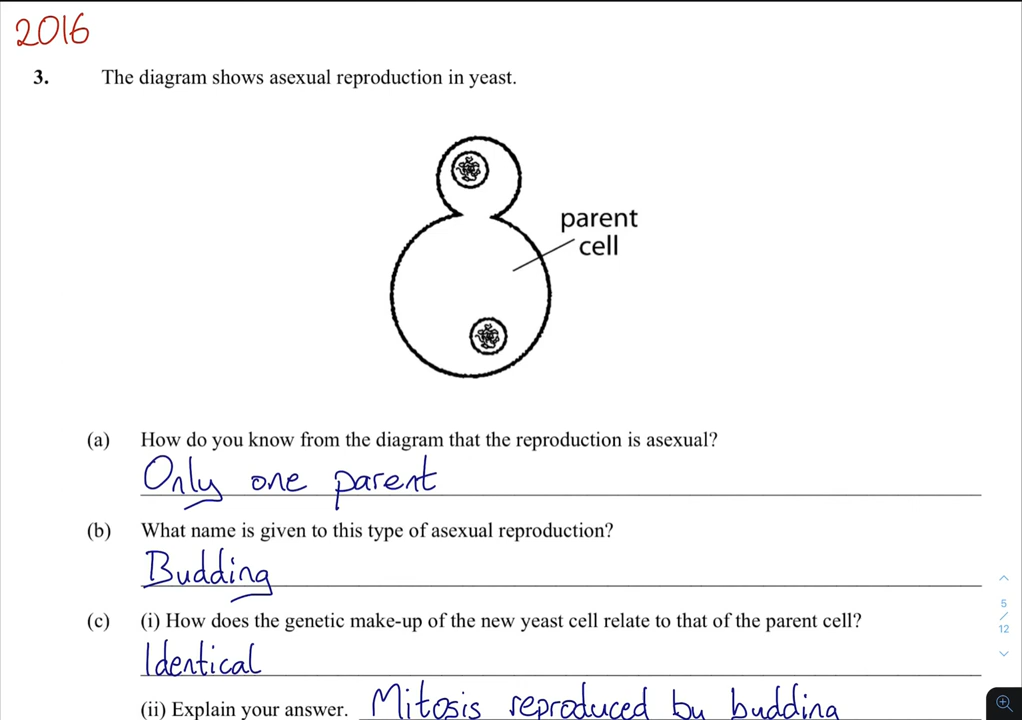 2016
3. The diagram shows asexual reproduction in yeast.
parent
cell
(a) How do you know from the diagram that the reproduction is asexual?
Only one parent
(b) What name is given to this type of asexual reproduction?
Budding
(c) (i) How does the genetic make-up of the new yeast cell relate to that of the parent cell?
Identical
(ii) Explain your answer. Mitosis reproduced by budding
5
/
12